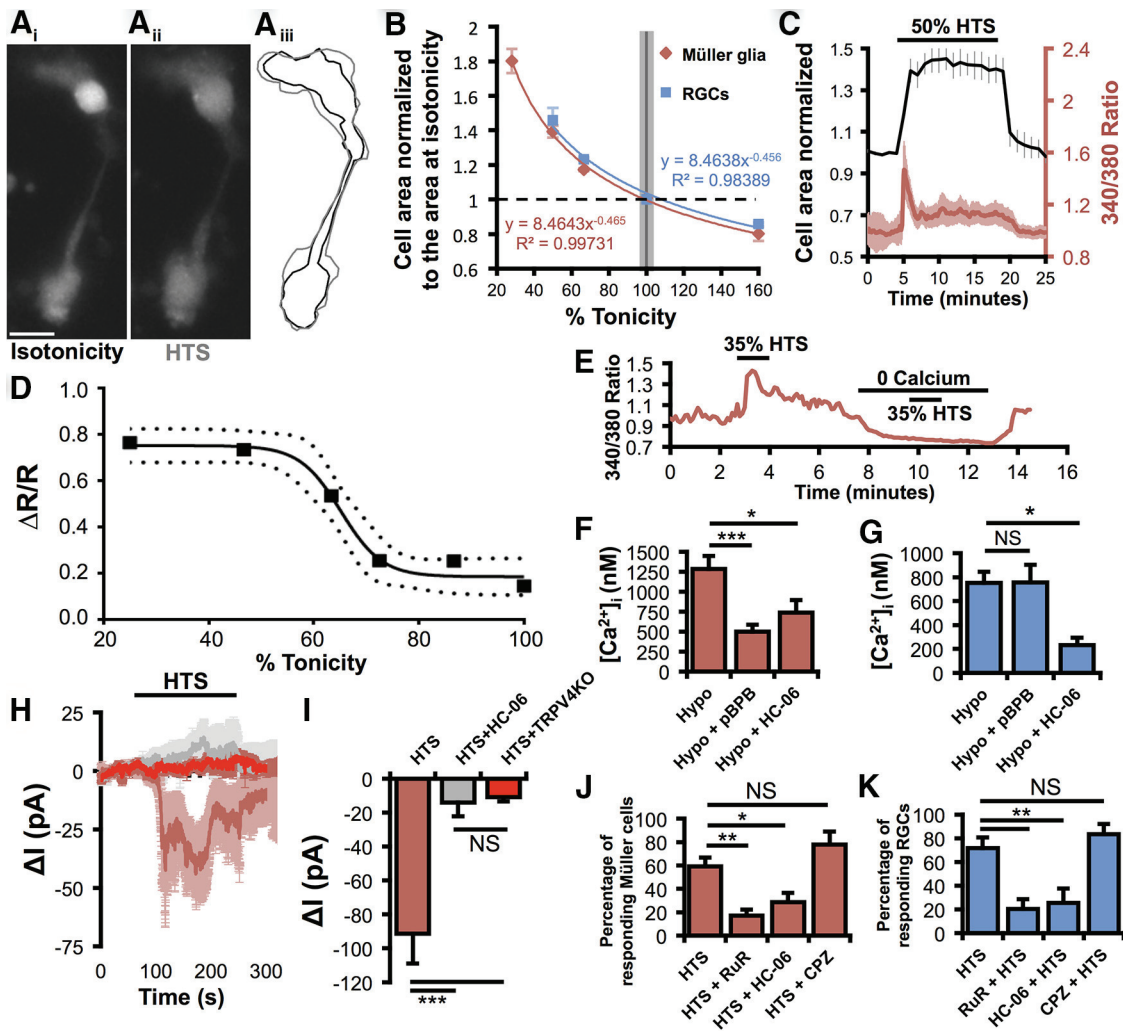 Ai
Aii
Aiii
Isotonicity
HTS
B
Cell area normalized
to the area at isotonicity
1.8
1.6
1.4
1.2
1
0.8
0.6
20 40 60 80 100 120 140 160
% Tonicity
Müller glia
RGCs
y = 8.4638x^-0.456
R² = 0.98389
y = 8.4643x^-0.465
R² = 0.99731
C
50% HTS
Cell area normalized
1.5
1.3
1.1
0.9
0.7
0.5
2.4
2
1.6
1.2
0.8
340/380 Ratio
0 5 10 15 20 25
Time (minutes)
D
ΔR/R
1.0
0.8
0.6
0.4
0.2
0.0
20 40 60 80 100
% Tonicity
E
340/380 Ratio
1.5
1.3
1.1
0.9
0.7
35% HTS
0 Calcium
35% HTS
0 2 4 6 8 10 12 14 16
Time (minutes)
F
[Ca2+]i (nM)
1500
1250
1000
750
500
250
0
*
***
Hypo
Hypo + pBPB
Hypo + HC-06
G
[Ca2+]i (nM)
1000
800
600
400
200
0
*
NS
Hypo
Hypo + pBPB
Hypo + HC-06
H
HTS
ΔI (pA)
25
0
-25
-50
-75
0 100 200 300
Time (s)
I
HTS
HTS+HC-06
HTS+TRPV4KO
ΔI (pA)
0
-20
-40
-60
-80
-100
-120
NS
***
J
Percentage of
responding Müller cells
100
80
60
40
20
0
NS
*
**
HTS
HTS + RuR
HTS + HC-06
HTS + CPZ
K
Percentage of
responding RGCs
100
80
60
40
20
0
NS
**
HTS
RuR + HTS
HC-06 + HTS
CPZ + HTS